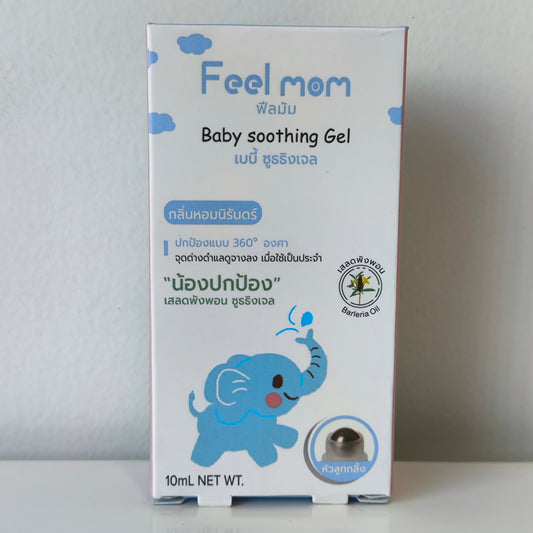 Feel mom
ฟีลมัม
Baby soothing Gel
เบบี้ ซูธธิงเจล
กลิ่นหอมนิรันดร์
ปกป้องแบบ 360° องศา
จุดด่างดำแลดูจางลง เมื่อใช้เป็นประจำ
"น้องปกป้อง"
เสลดพังพอน ซูธธิงเจล
เสลดพังพอน
Barleria Oil
หัวลูกกลิ้ง
10mL NET WT.